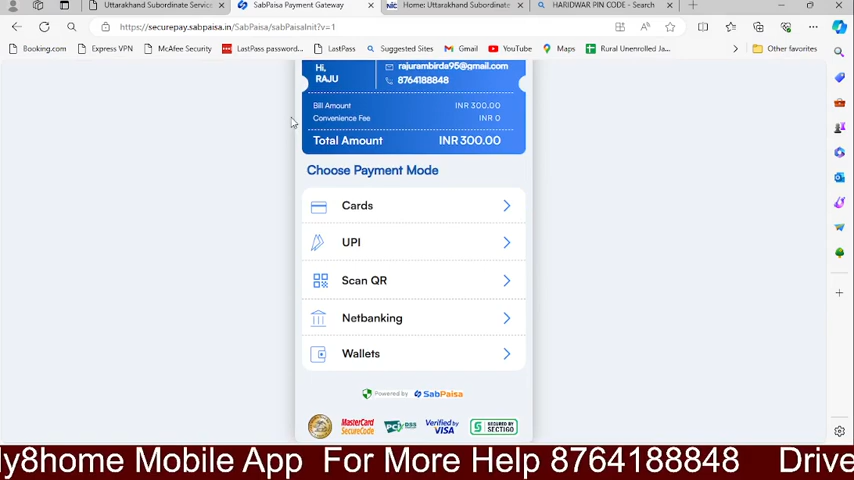 Uttarakhand Subordinate Service
SabPaisa Payment Gateway
Home: Uttarakhand Subordinate
HARIDWAR PIN CODE - Search
https://securepay.sabpaisa.in/SabPaisa/sabPaisaInit?v=1
Booking.com
Express VPN
McAfee Security
LastPass password...
LastPass
Suggested Sites
Gmail
YouTube
Maps
Rural Unenrolled Ja...
Other favorites
Hi,
RAJU
rajurambirda95@gmail.com
8764188848
Bill Amount INR 300.00
Convenience Fee INR 0
Total Amount INR 300.00
Choose Payment Mode
Cards
UPI
Scan QR
Netbanking
Wallets
Powered by SabPaisa
MasterCard SecureCode
PCI DSS
Verified by VISA
SECURED BY SECTIGO
ly8home Mobile App For More Help 8764188848 Drive